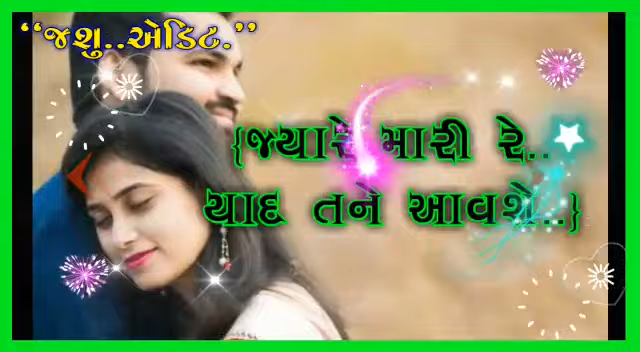 “જશુ..એડિટ.”
{જ્યારે મારી રે..
યાદ તને આવશે..}